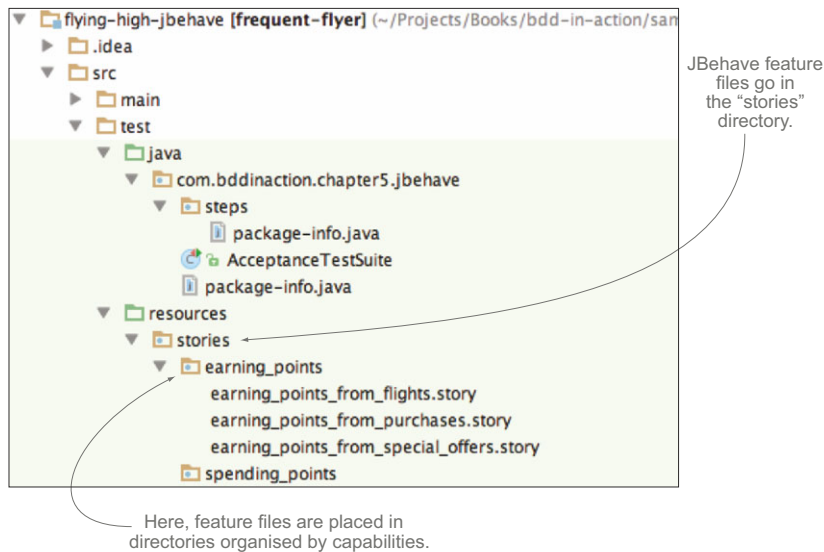 flying-high-jbehave [frequent-flyer] (~/Projects/Books/bdd-in-action/sam
.idea
src
main
test
java
com.bddinaction.chapter5.jbehave
steps
package-info.java
AcceptanceTestSuite
package-info.java
resources
stories
earning_points
earning_points_from_flights.story
earning_points_from_purchases.story
earning_points_from_special_offers.story
spending_points
JBehave feature
files go in
the “stories”
directory.
Here, feature files are placed in
directories organised by capabilities.